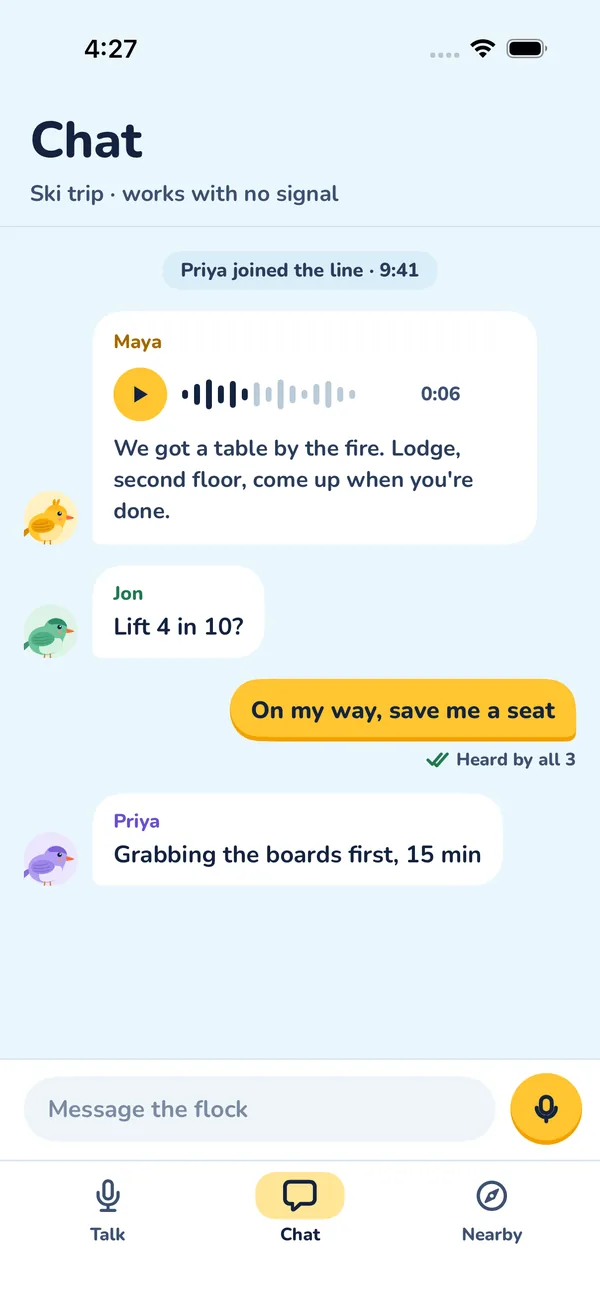 4:27
Chat
Ski trip · works with no signal
Priya joined the line · 9:41
Maya
0:06
We got a table by the fire. Lodge,
second floor, come up when you're
done.
Jon
Lift 4 in 10?
On my way, save me a seat
Heard by all 3
Priya
Grabbing the boards first, 15 min
Message the flock
Talk
Chat
Nearby